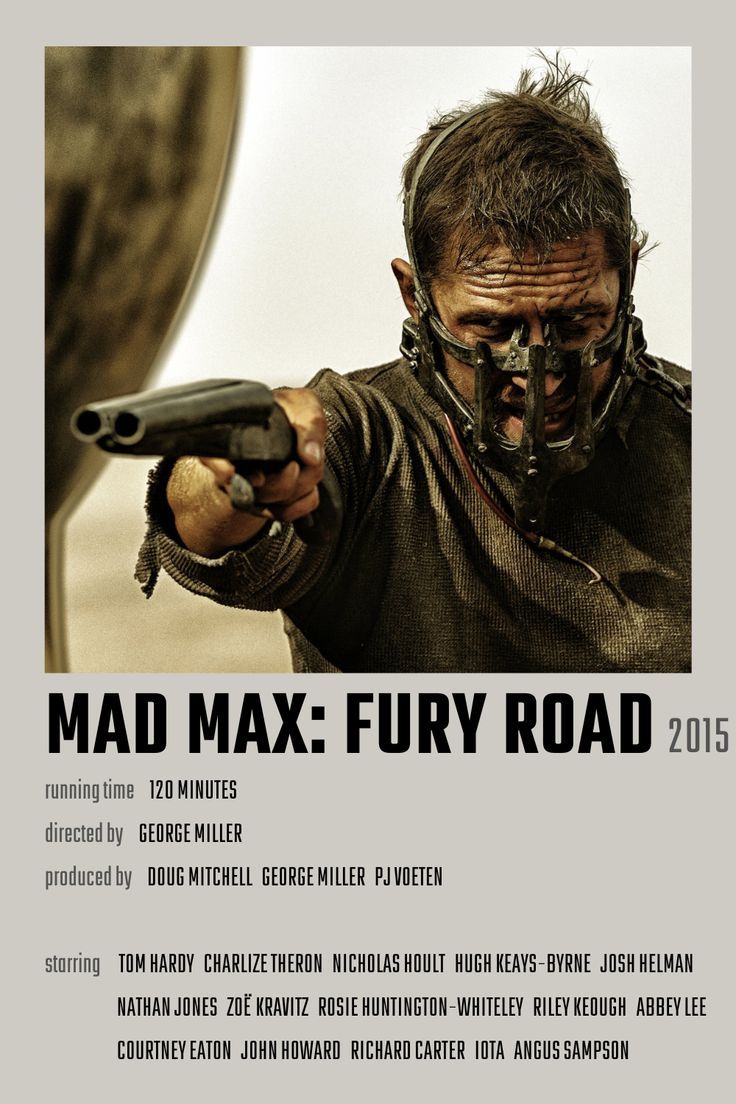 MAD MAX: FURY ROAD 2015
running time 120 MINUTES
directed by GEORGE MILLER
produced by DOUG MITCHELL GEORGE MILLER PJ VOETEN
starring TOM HARDY CHARLIZE THERON NICHOLAS HOULT HUGH KEAYS-BYRNE JOSH HELMAN
NATHAN JONES ZOË KRAVITZ ROSIE HUNTINGTON-WHITELEY RILEY KEOUGH ABBEY LEE
COURTNEY EATON JOHN HOWARD RICHARD CARTER IOTA ANGUS SAMPSON